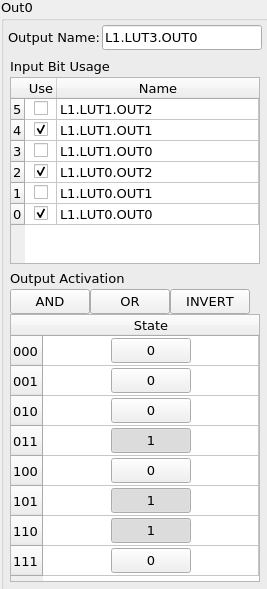 Out0
Output Name: L1.LUT3.OUT0
Input Bit Usage
Use Name
5 L1.LUT1.OUT2
4 L1.LUT1.OUT1
3 L1.LUT1.OUT0
2 L1.LUT0.OUT2
1 L1.LUT0.OUT1
0 L1.LUT0.OUT0
Output Activation
AND OR INVERT
State
000 0
001 0
010 0
011 1
100 0
101 1
110 1
111 0